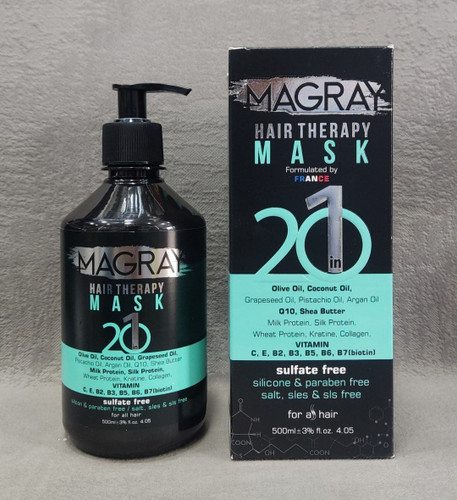 MAGRAY
HAIR THERAPY
MASK
20 in 1
Olive Oil, Coconut Oil, Grapeseed Oil,
Pistachio Oil, Argan Oil, Q10, Shea Butter
Milk Protein, Silk Protein,
Wheat Protein, Kratine, Collagen,
VITAMIN
C, E, B2, B3, B5, B6, B7(biotin)
sulfate free
silikon & paraben free / salt, sles & sls free
for all hair
500ml±3% fl.oz. 4.05
MAGRAY
HAIR THERAPY
MASK
Formulated by
FRANCE
20 in 1
Olive Oil, Coconut Oil,
Grapeseed Oil, Pistachio Oil, Argan Oil
Q10, Shea Butter
Milk Protein, Silk Protein,
Wheat Protein, Kratine, Collagen,
VITAMIN
C, E, B2, B3, B5, B6, B7(biotin)
sulfate free
silicone & paraben free
salt, sles & sls free
for all hair
500ml±3% fl.oz. 4.05